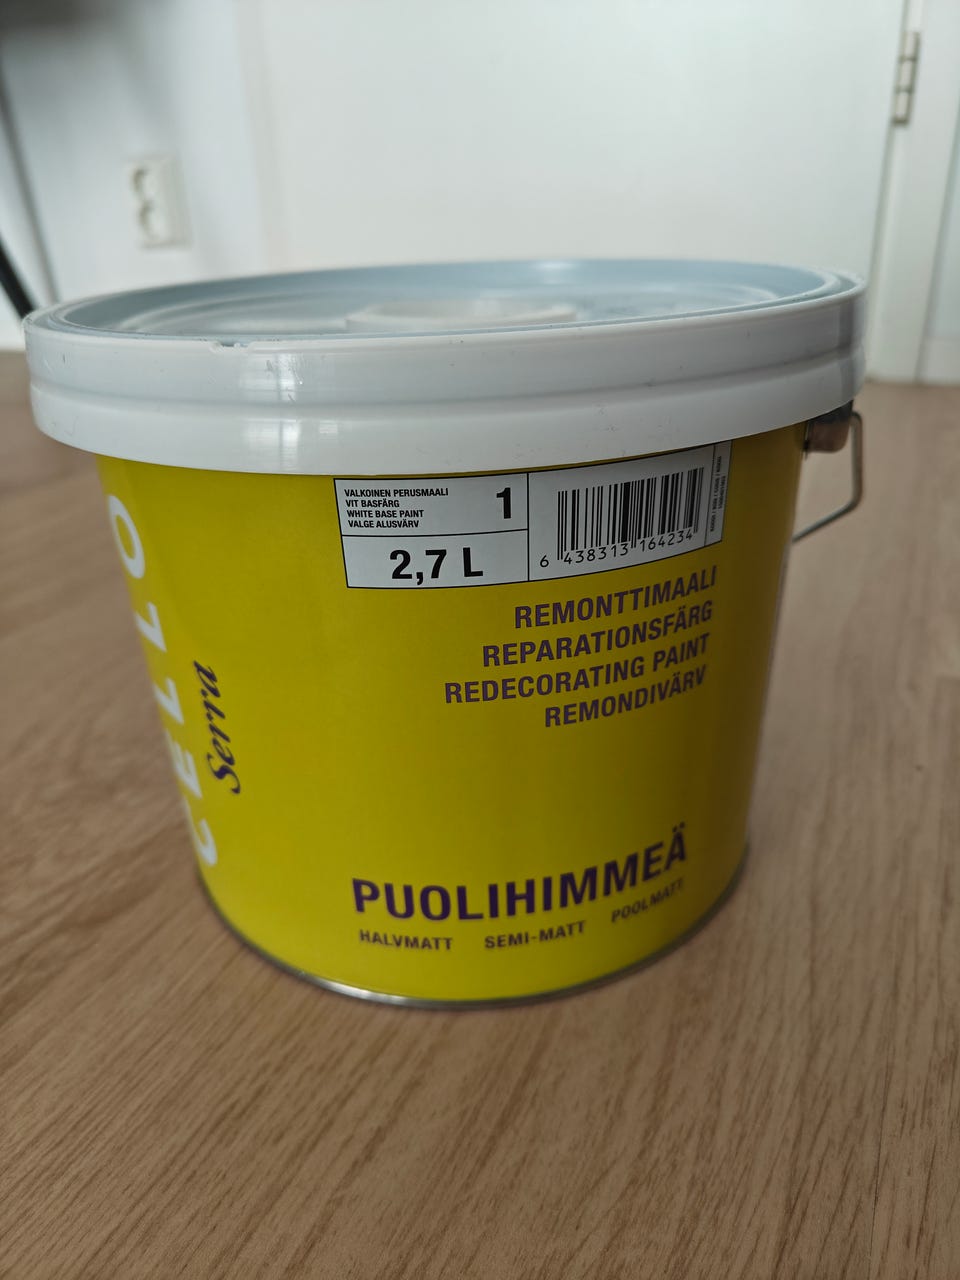 CELLO
Serra
VALKOINEN PERUSMAALI
VIT BASFÄRG
WHITE BASE PAINT
VALGE ALUSVÄRV
1
2,7 L
6 438313 164234
REMONTTIMAALI
REPARATIONSFÄRG
REDECORATING PAINT
REMONDIVÄRV
PUOLIHIMMEÄ
HALVMATT SEMI-MATT POOLMATT